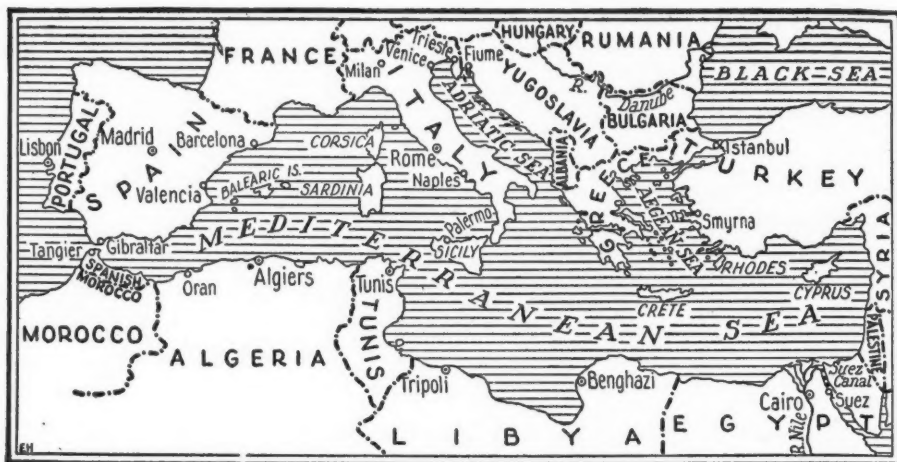 FRANCE
HUNGARY
RUMANIA
Trieste
Fiume
Venice
Milan
YUGOSLAVIA
R.
Danube
BULGARIA
BLACK SEA
ITALY
ADRIATIC SEA
PORTUGAL
SPAIN
Madrid
Barcelona
Lisbon
Valencia
BALEARIC IS.
CORSICA
SARDINIA
Rome
Naples
ALBANIA
GREECE
Istanbul
TURKEY
AEGEAN SEA
Smyrna
Palermo
SICILY
RHODES
CYPRUS
SYRIA
Tangier
Gibraltar
MEDITERRANEAN SEA
CRETE
SPANISH
MOROCCO
Oran
Algiers
Tunis
PALESTINE
MOROCCO
ALGERIA
TUNIS
Tripoli
Benghazi
Suez
Canal
Cairo
Suez
R. Nile
LIBYA
EGYPT
EH